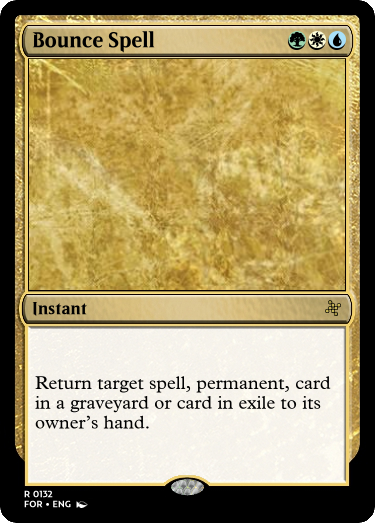 Bounce Spell
Instant
Return target spell, permanent, card
in a graveyard or card in exile to its
owner's hand.
R 0132
FOR • ENG